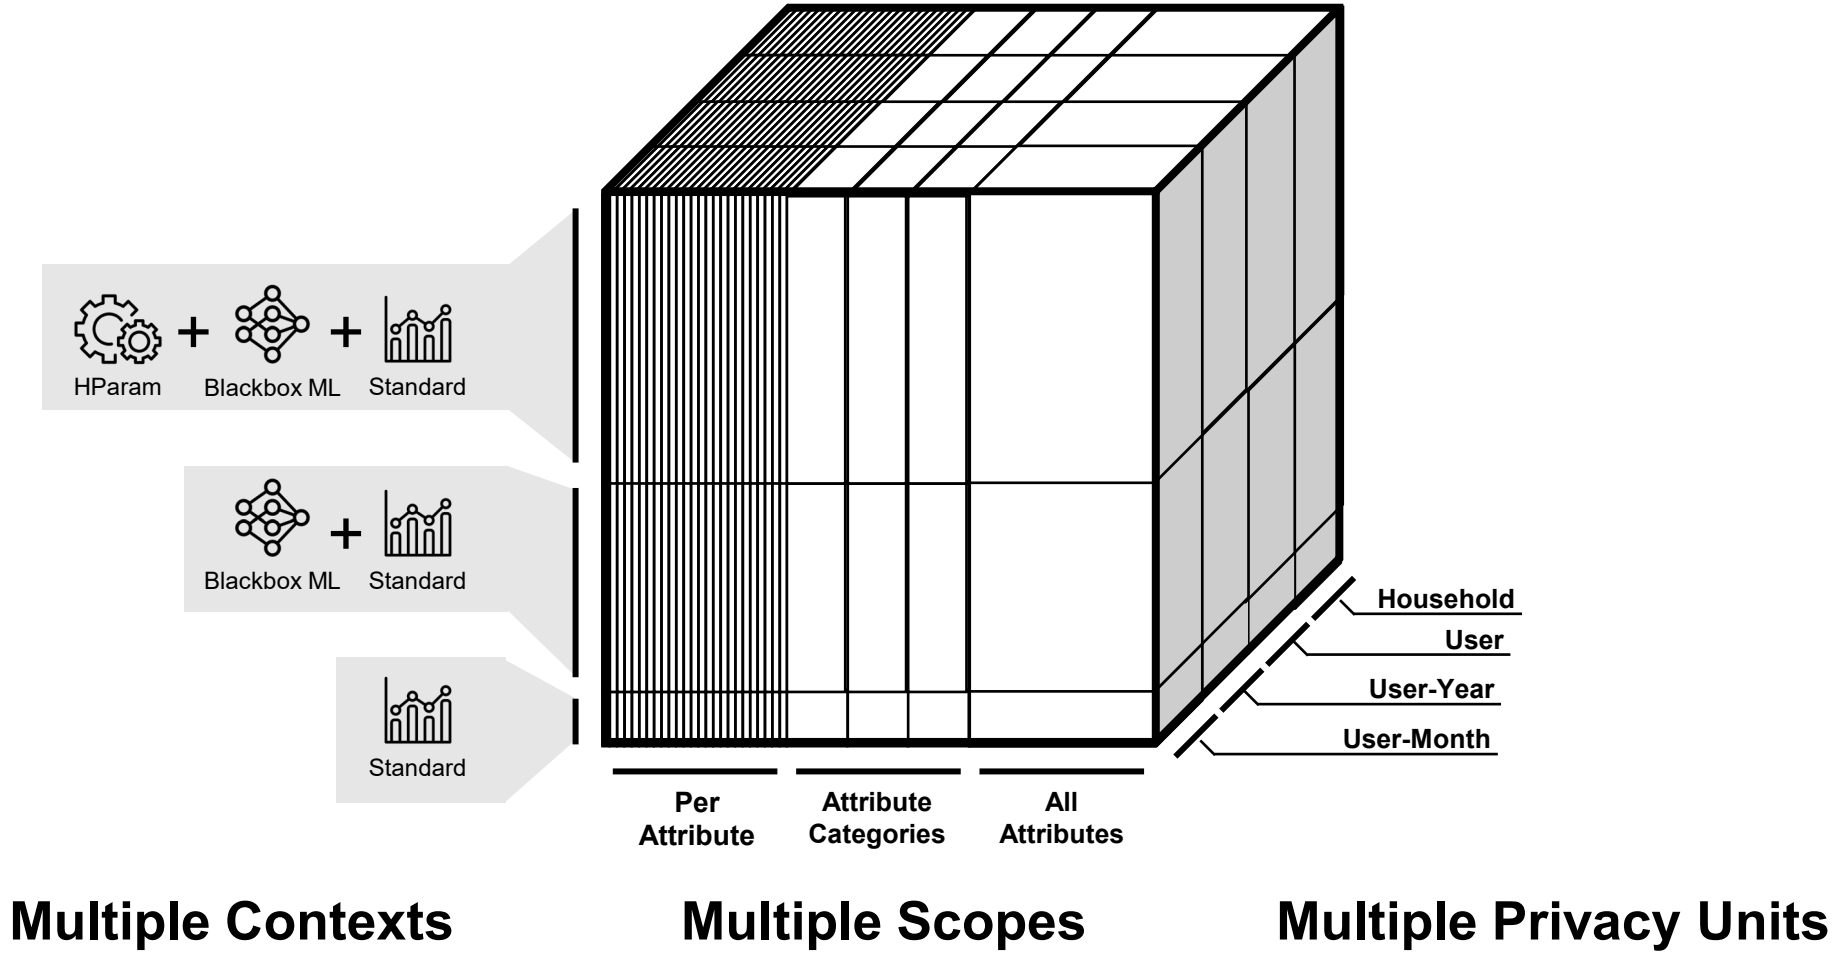 HParam
+
Blackbox ML
+
Standard
Blackbox ML
+
Standard
Standard
Household
User
User-Year
User-Month
Per
Attribute
Attribute
Categories
All
Attributes
Multiple Contexts
Multiple Scopes
Multiple Privacy Units